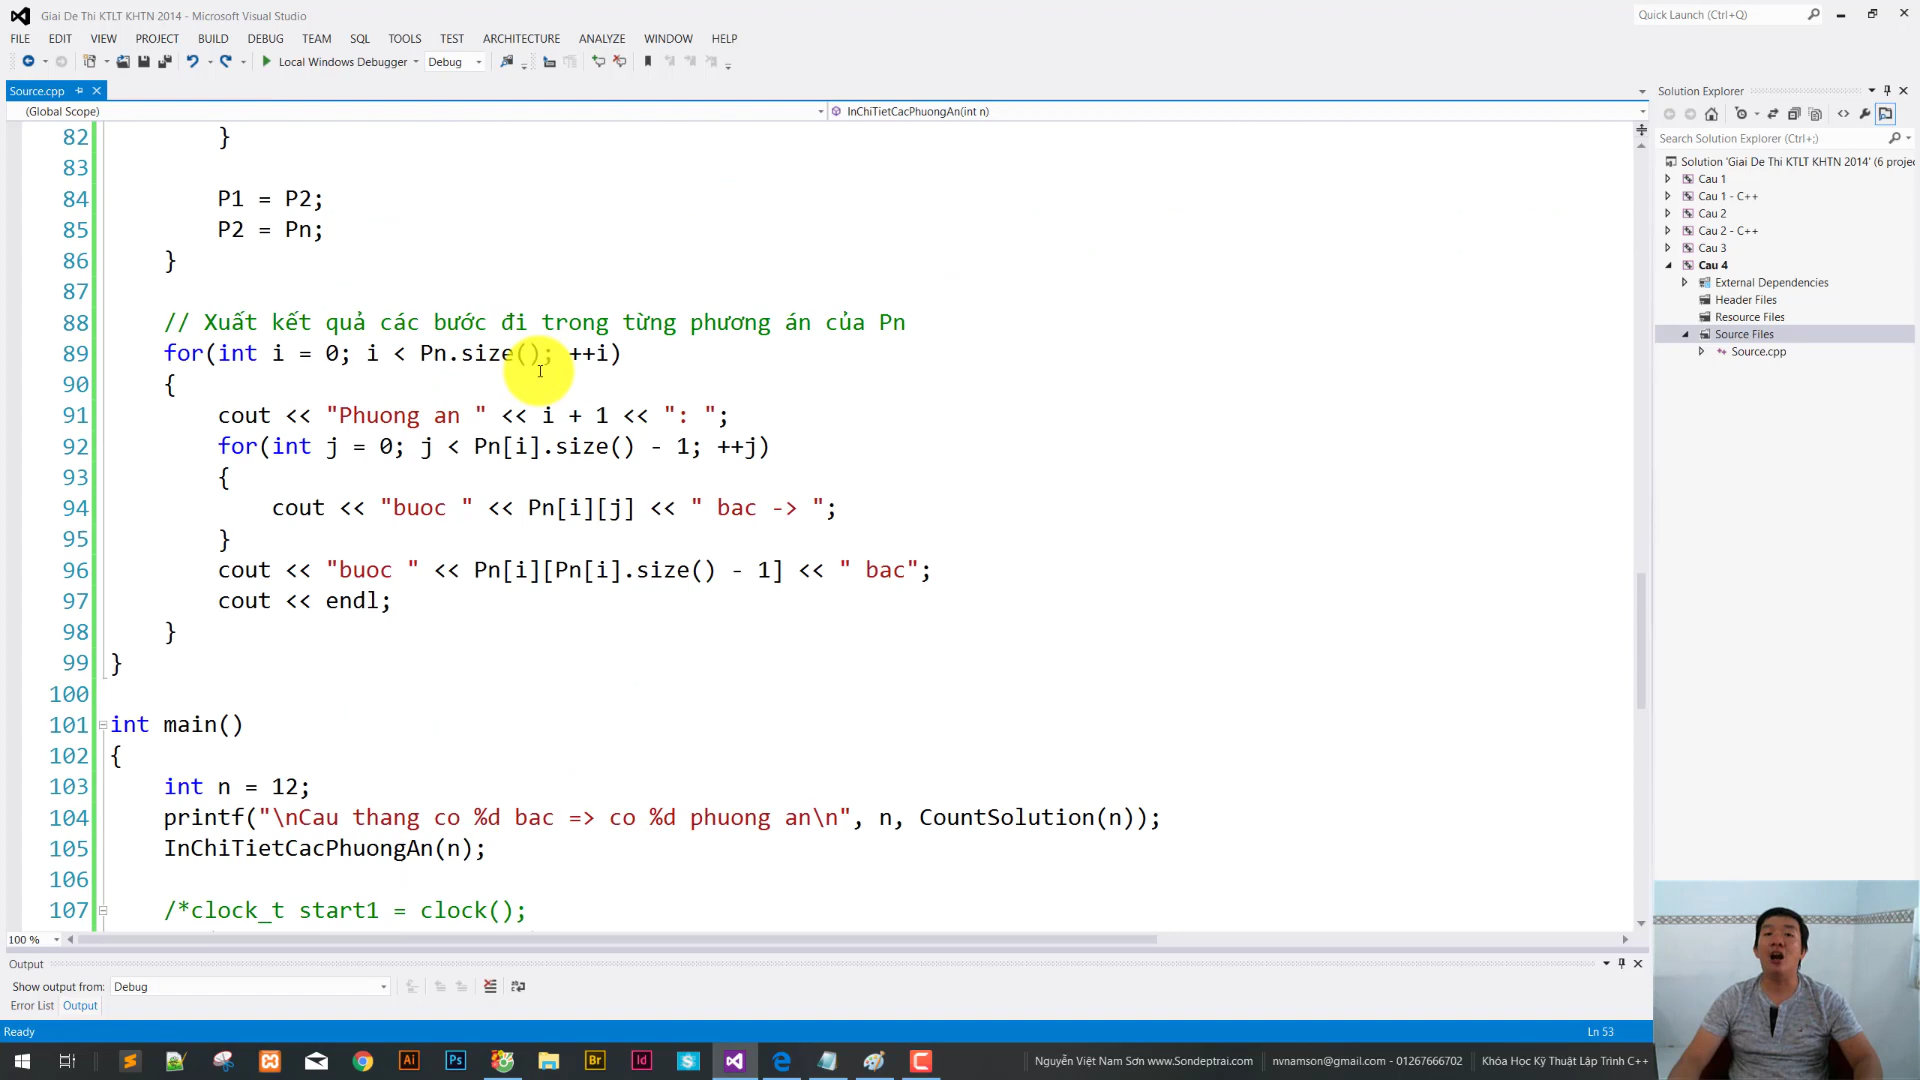 Giai De Thi KTLT KHTN 2014 - Microsoft Visual Studio
Quick Launch (Ctrl+Q)
FILE EDIT VIEW PROJECT BUILD DEBUG TEAM SQL TOOLS TEST ARCHITECTURE ANALYZE WINDOW HELP
Local Windows Debugger Debug
Source.cpp
(Global Scope) InChiTietCacPhuongAn(int n)
82 }
83
84 P1 = P2;
85 P2 = Pn;
86 }
87
88 // Xuất kết quả các bước đi trong từng phương án của Pn
89 for(int i = 0; i < Pn.size(); ++i)
90 {
91 cout << "Phuong an " << i + 1 << ": ";
92 for(int j = 0; j < Pn[i].size() - 1; ++j)
93 {
94 cout << "buoc " << Pn[i][j] << " bac -> ";
95 }
96 cout << "buoc " << Pn[i][Pn[i].size() - 1] << " bac";
97 cout << endl;
98 }
99 }
100
101 int main()
102 {
103 int n = 12;
104 printf("\nCau thang co %d bac => co %d phuong an\n", n, CountSolution(n));
105 InChiTietCacPhuongAn(n);
106
107 /*clock_t start1 = clock();
100 %
Output
Show output from: Debug
Error List Output
Ready
Ln 53
Solution Explorer
Search Solution Explorer (Ctrl+;)
Solution 'Giai De Thi KTLT KHTN 2014' (6 projec
Cau 1
Cau 1 - C++
Cau 2
Cau 2 - C++
Cau 3
Cau 4
External Dependencies
Header Files
Resource Files
Source Files
Source.cpp
Ai Ps Br Id
Nguyễn Việt Nam Sơn www.Sondeptrai.com nvnamson@gmail.com - 01267666702 Khóa Học Kỹ Thuật Lập Trình C++